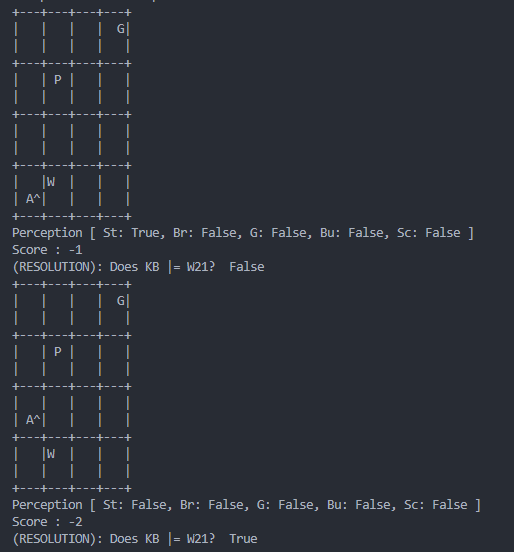 +---+---+---+---+
|   |   |   |  G|
|   |   |   |   |
+---+---+---+---+
|   | P |   |   |
|   |   |   |   |
+---+---+---+---+
|   |   |   |   |
|   |   |   |   |
+---+---+---+---+
|   |W  |   |   |
| A^|   |   |   |
+---+---+---+---+
Perception [ St: True, Br: False, G: False, Bu: False, Sc: False ]
Score : -1
(RESOLUTION): Does KB |= W21?  False
+---+---+---+---+
|   |   |   |  G|
|   |   |   |   |
+---+---+---+---+
|   | P |   |   |
|   |   |   |   |
+---+---+---+---+
|   |   |   |   |
| A^|   |   |   |
+---+---+---+---+
|   |W  |   |   |
|   |   |   |   |
+---+---+---+---+
Perception [ St: False, Br: False, G: False, Bu: False, Sc: False ]
Score : -2
(RESOLUTION): Does KB |= W21?  True